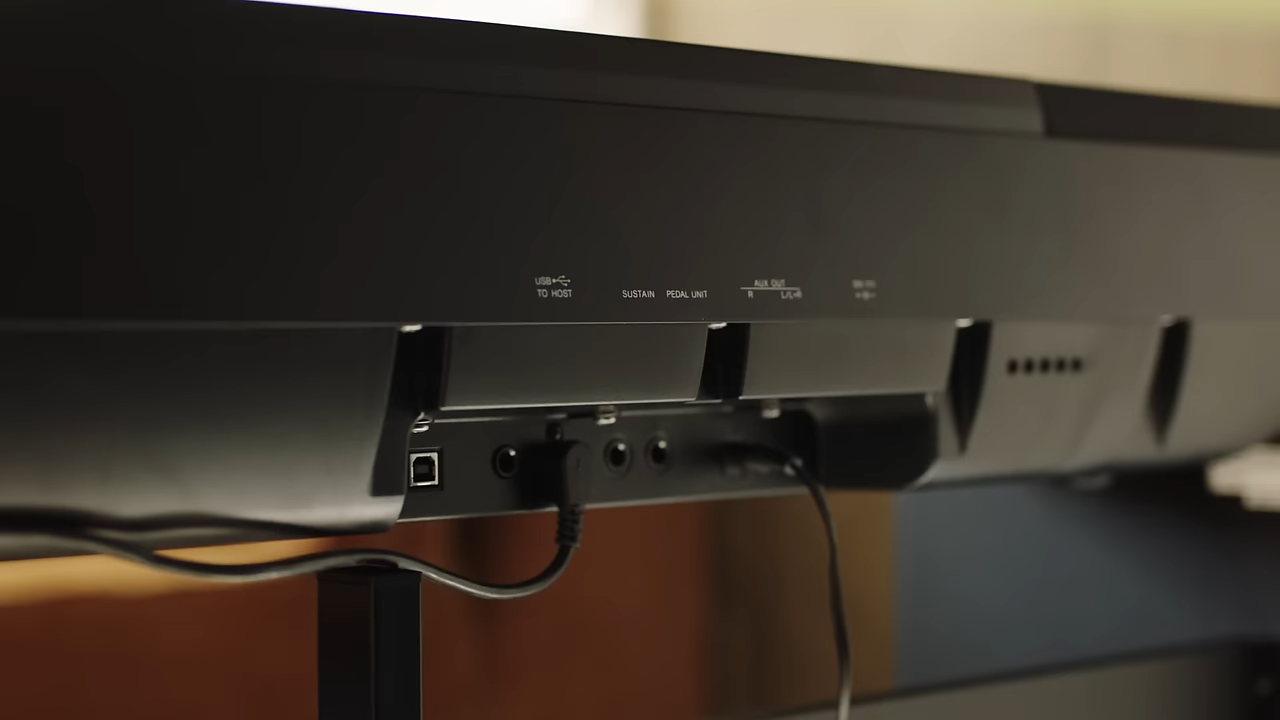 USB
TO HOST
SUSTAIN
PEDAL UNIT
AUX OUT
R L/L+R